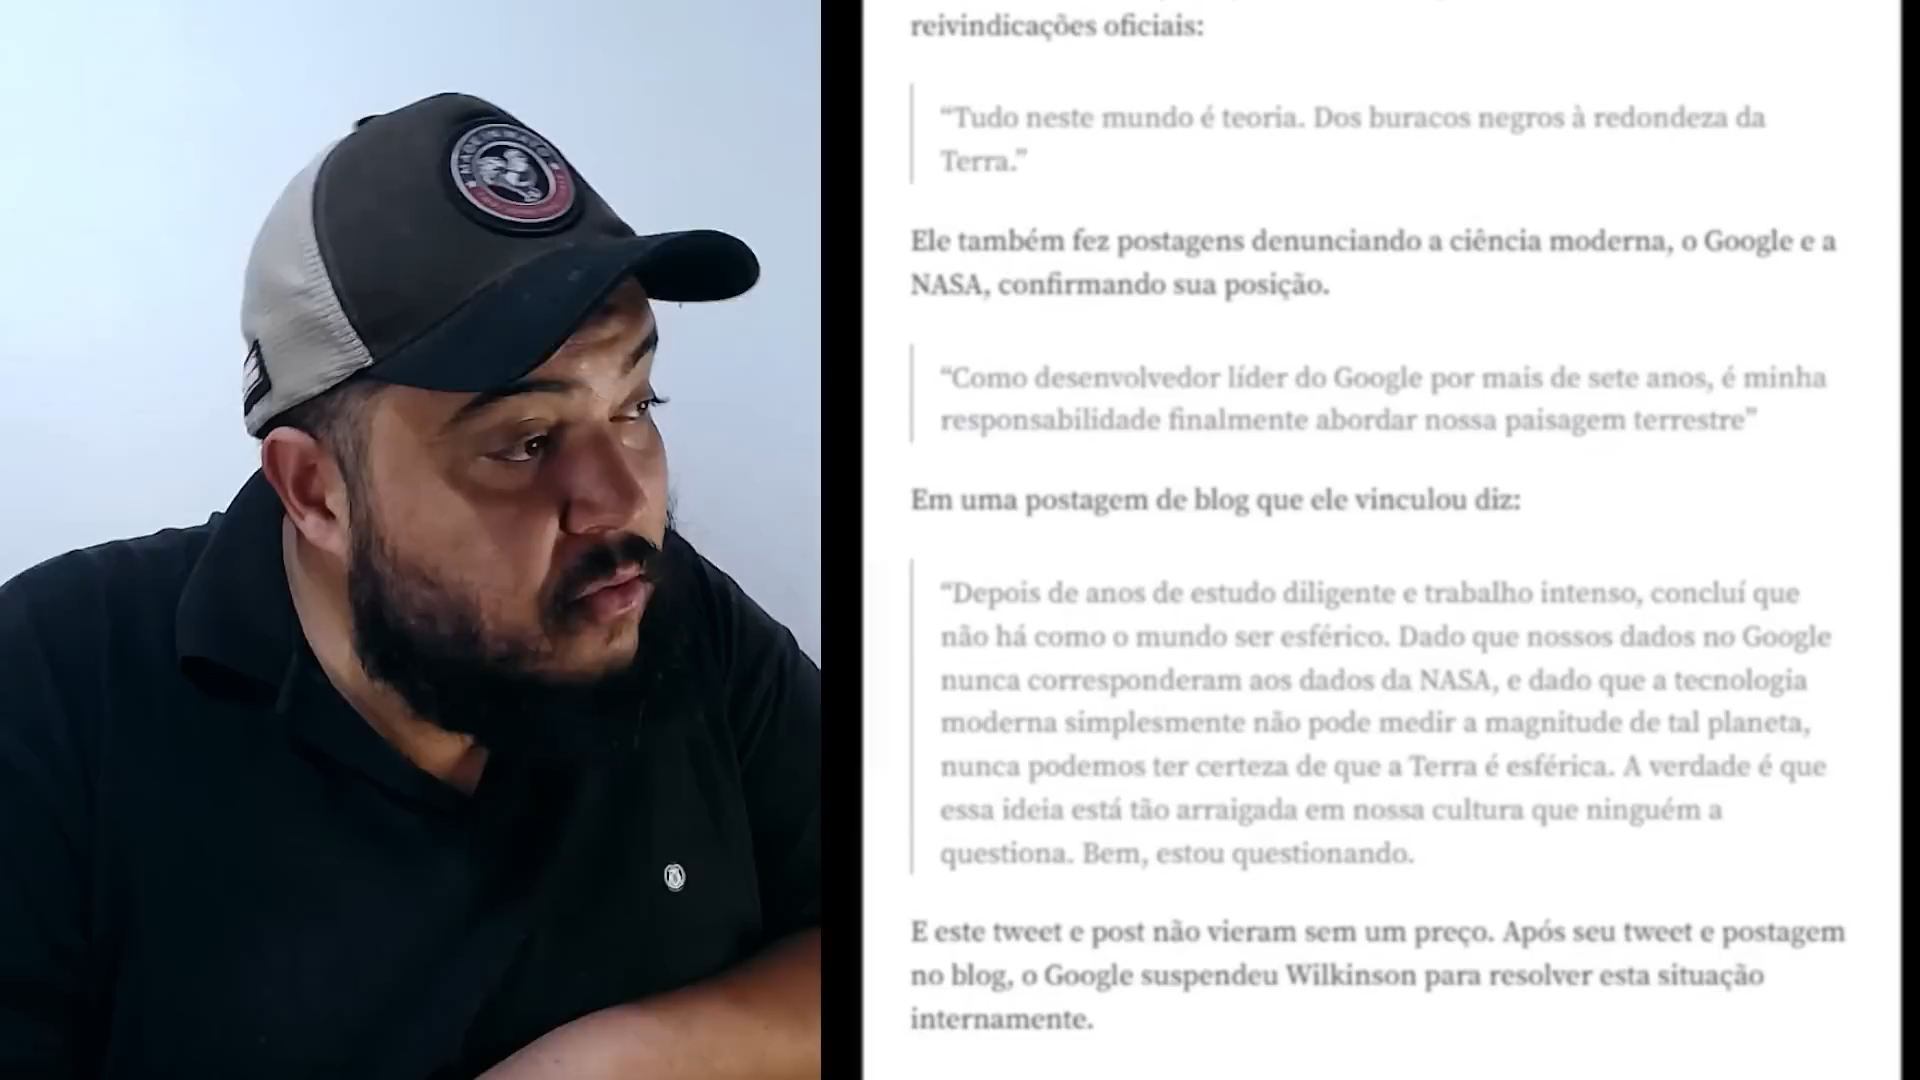 reivindicações oficiais:
“Tudo neste mundo é teoria. Dos buracos negros à redondeza da
Terra.”
Ele também fez postagens denunciando a ciência moderna, o Google e a
NASA, confirmando sua posição.
“Como desenvolvedor líder do Google por mais de sete anos, é minha
responsabilidade finalmente abordar nossa paisagem terrestre”
Em uma postagem de blog que ele vinculou diz:
“Depois de anos de estudo diligente e trabalho intenso, concluí que
não há como o mundo ser esférico. Dado que nossos dados no Google
nunca corresponderam aos dados da NASA, e dado que a tecnologia
moderna simplesmente não pode medir a magnitude de tal planeta,
nunca podemos ter certeza de que a Terra é esférica. A verdade é que
essa ideia está tão arraigada em nossa cultura que ninguém a
questiona. Bem, estou questionando.
E este tweet e post não vieram sem um preço. Após seu tweet e postagem
no blog, o Google suspendeu Wilkinson para resolver esta situação
internamente.